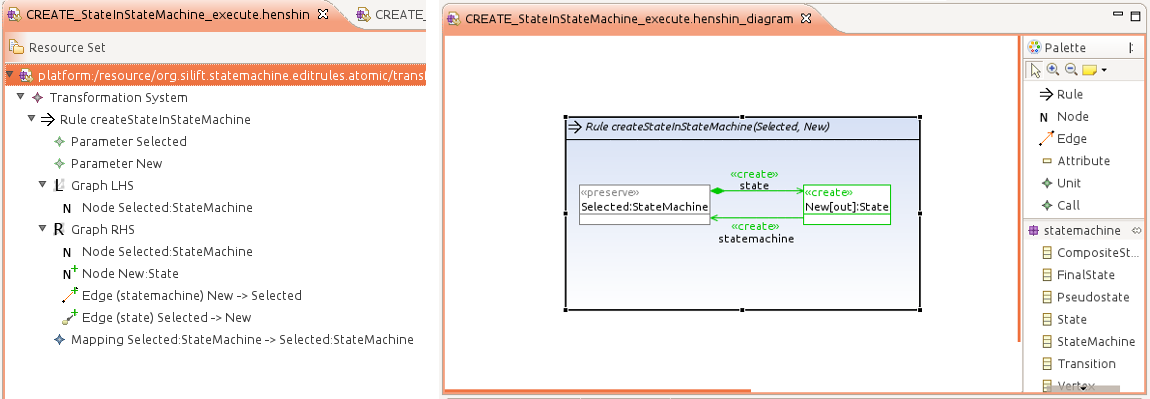 CREATE_StateInStateMachine_execute.henshin
CREATE_
Resource Set
platform:/resource/org.silift.statemachine.editrules.atomic/transf
Transformation System
Rule createStateInStateMachine
Parameter Selected
Parameter New
L Graph LHS
N Node Selected:StateMachine
R Graph RHS
N Node Selected:StateMachine
N Node New:State
Edge (statemachine) New -> Selected
Edge (state) Selected -> New
Mapping Selected:StateMachine -> Selected:StateMachine
CREATE_StateInStateMachine_execute.henshin_diagram
Rule createStateInStateMachine(Selected, New)
«preserve»
Selected:StateMachine
«create»
state
«create»
New[out]:State
«create»
statemachine
Palette
Rule
N Node
Edge
Attribute
Unit
Call
statemachine
CompositeSt...
FinalState
Pseudostate
State
StateMachine
Transition
Vertex